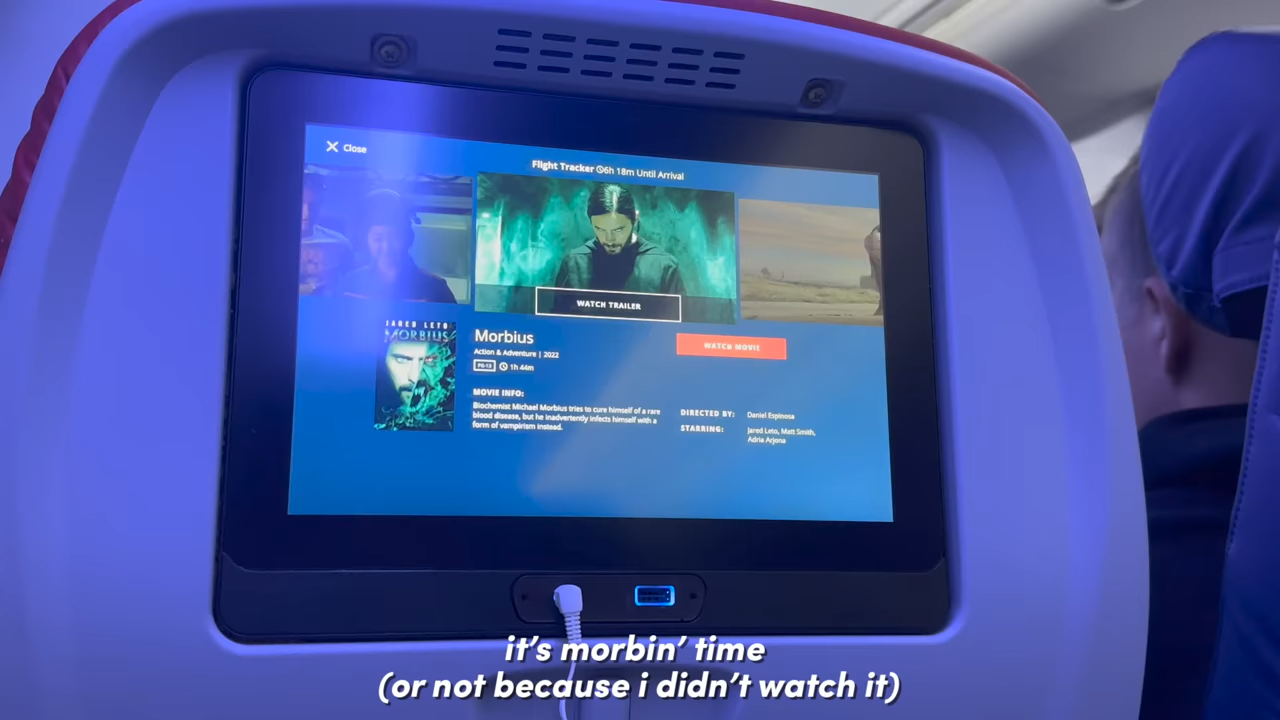 Close
Flight Tracker 6h 18m Until Arrival
WATCH TRAILER
JARED LETO
MORBIUS
Morbius
WATCH MOVIE
Action & Adventure | 2022
PG-13 1h 44m
MOVIE INFO:
Biochemist Michael Morbius tries to cure himself of a rare
blood disease, but he inadvertently infects himself with a
form of vampirism instead.
DIRECTED BY: Daniel Espinosa
STARRING: Jared Leto, Matt Smith,
Adria Arjona
it's morbin' time
(or not because i didn't watch it)